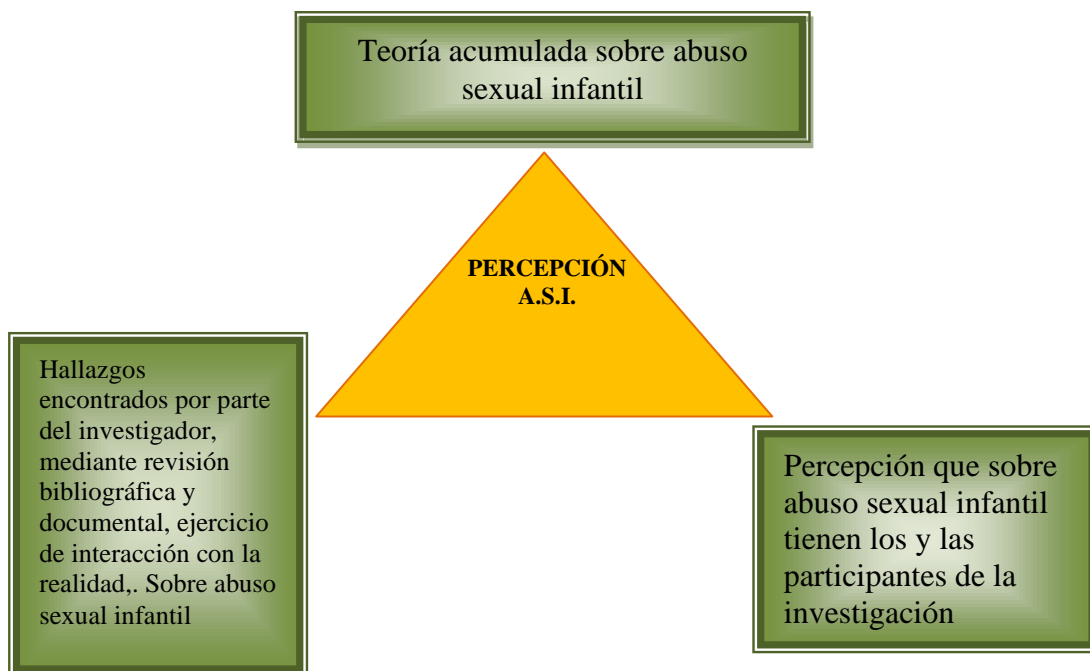 Teoría acumulada sobre abuso
sexual infantil
PERCEPCIÓN
A.S.I.
Hallazgos
encontrados por parte
del investigador,
mediante revisión
bibliográfica y
documental, ejercicio
de interacción con la
realidad,. Sobre abuso
sexual infantil
Percepción que sobre
abuso sexual infantil
tienen los y las
participantes de la
investigación